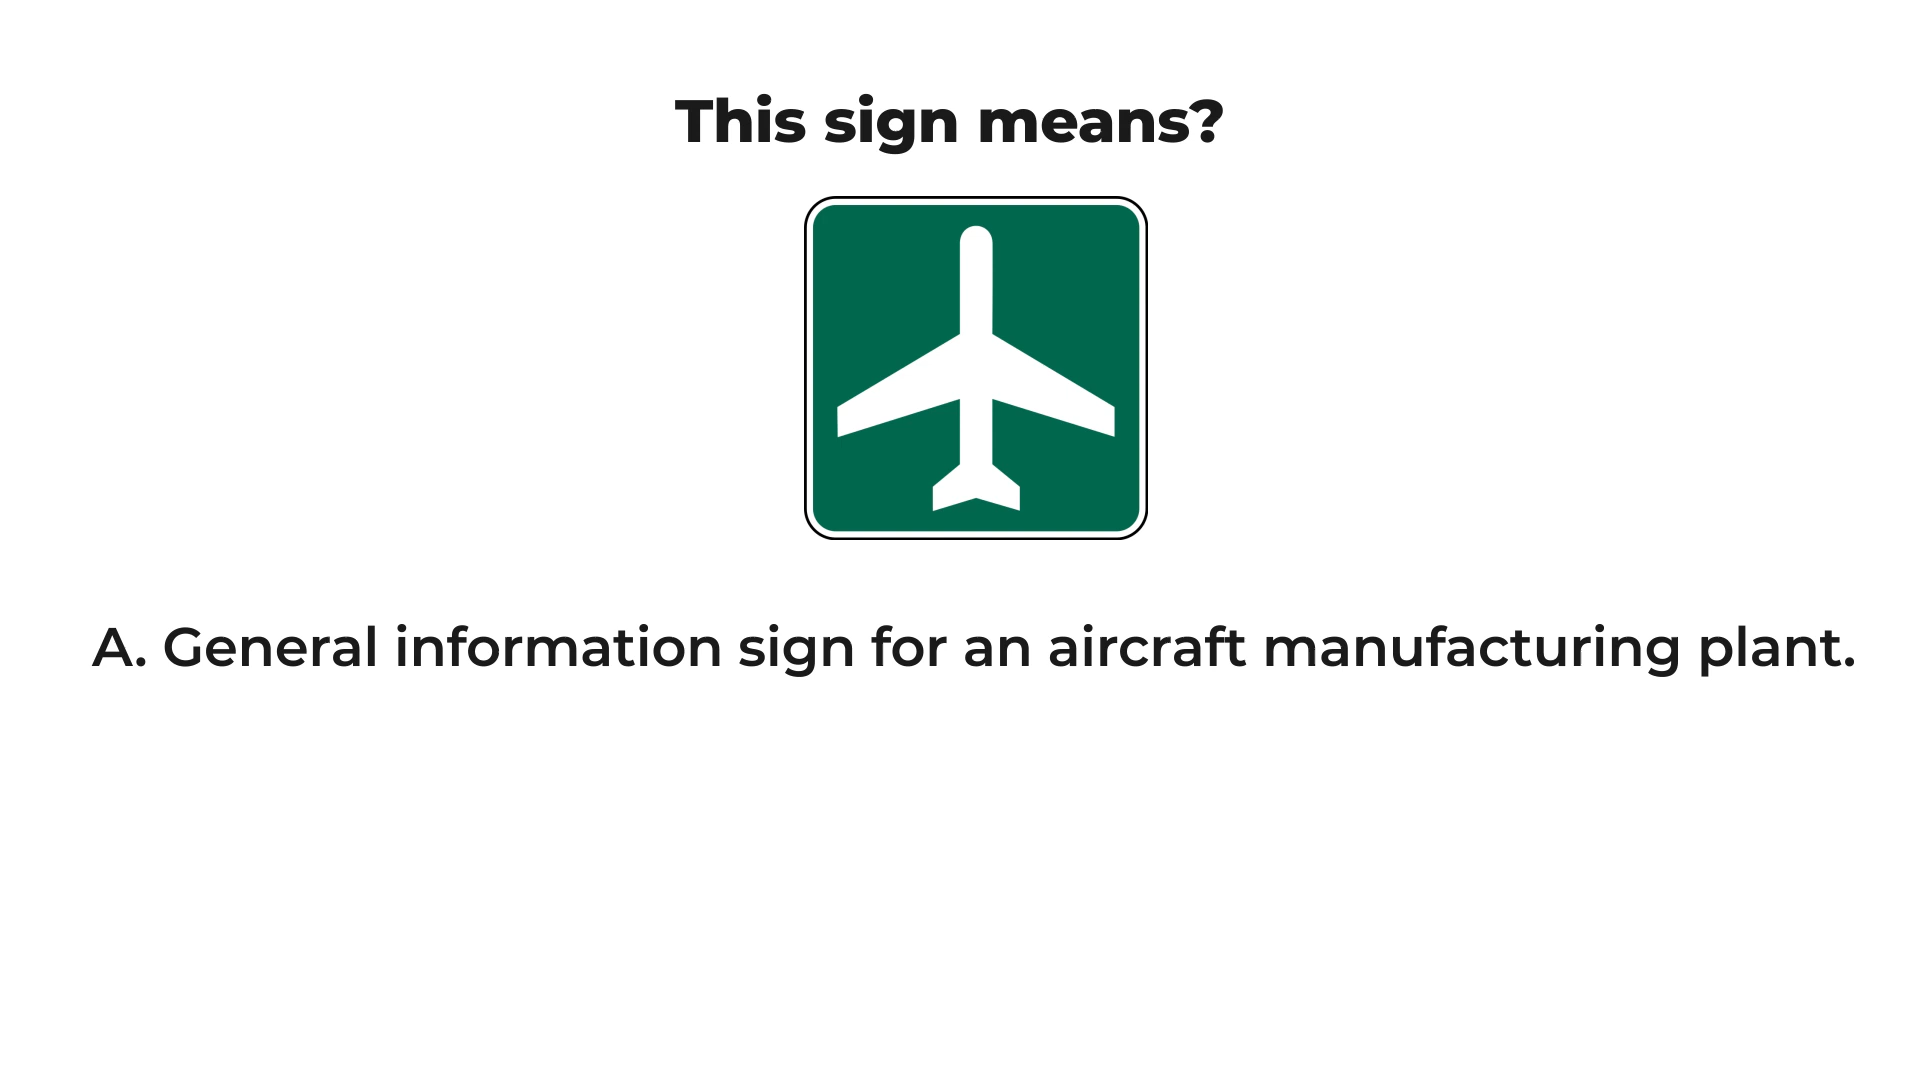 This sign means?
A. General information sign for an aircraft manufacturing plant.